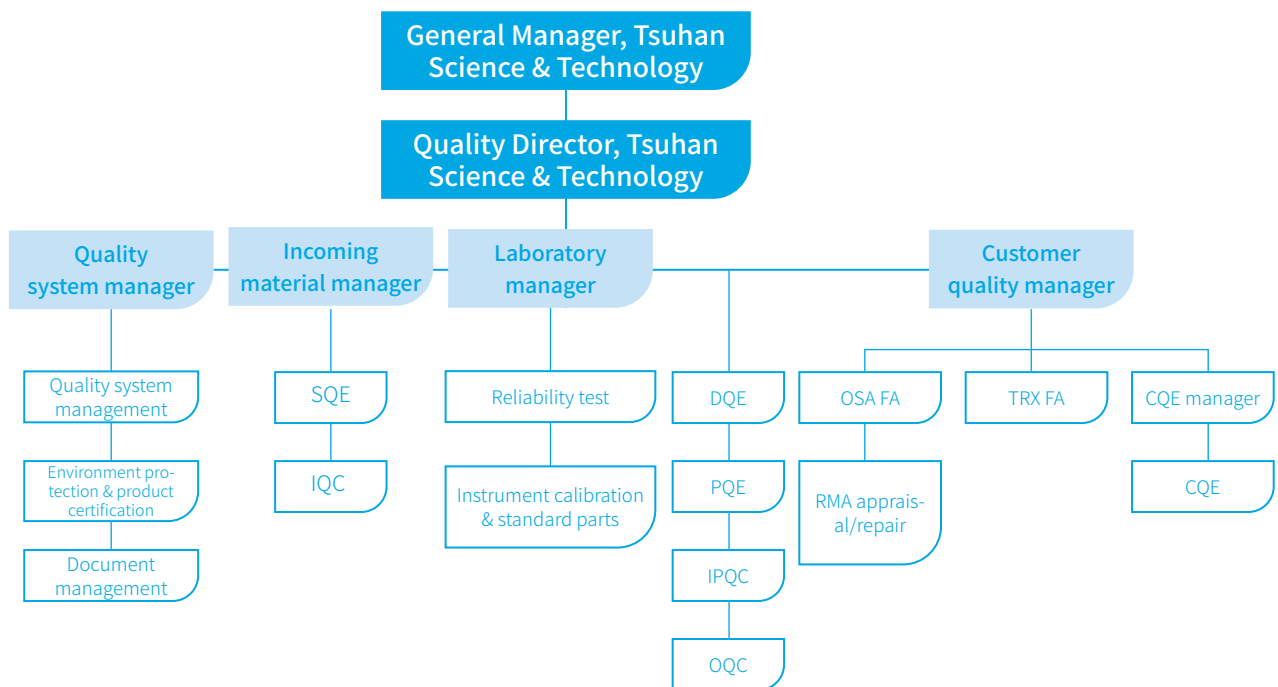 General Manager, Tsuhan
Science & Technology
Quality Director, Tsuhan
Science & Technology
Quality
system manager
Incoming
material manager
Laboratory
manager
Customer
quality manager
Quality system
management
Environment pro-
tection & product
certification
Document
management
SQE
IQC
Reliability test
Instrument calibration
& standard parts
DQE
PQE
IPQC
OQC
OSA FA
RMA apprais-
al/repair
TRX FA
CQE manager
CQE